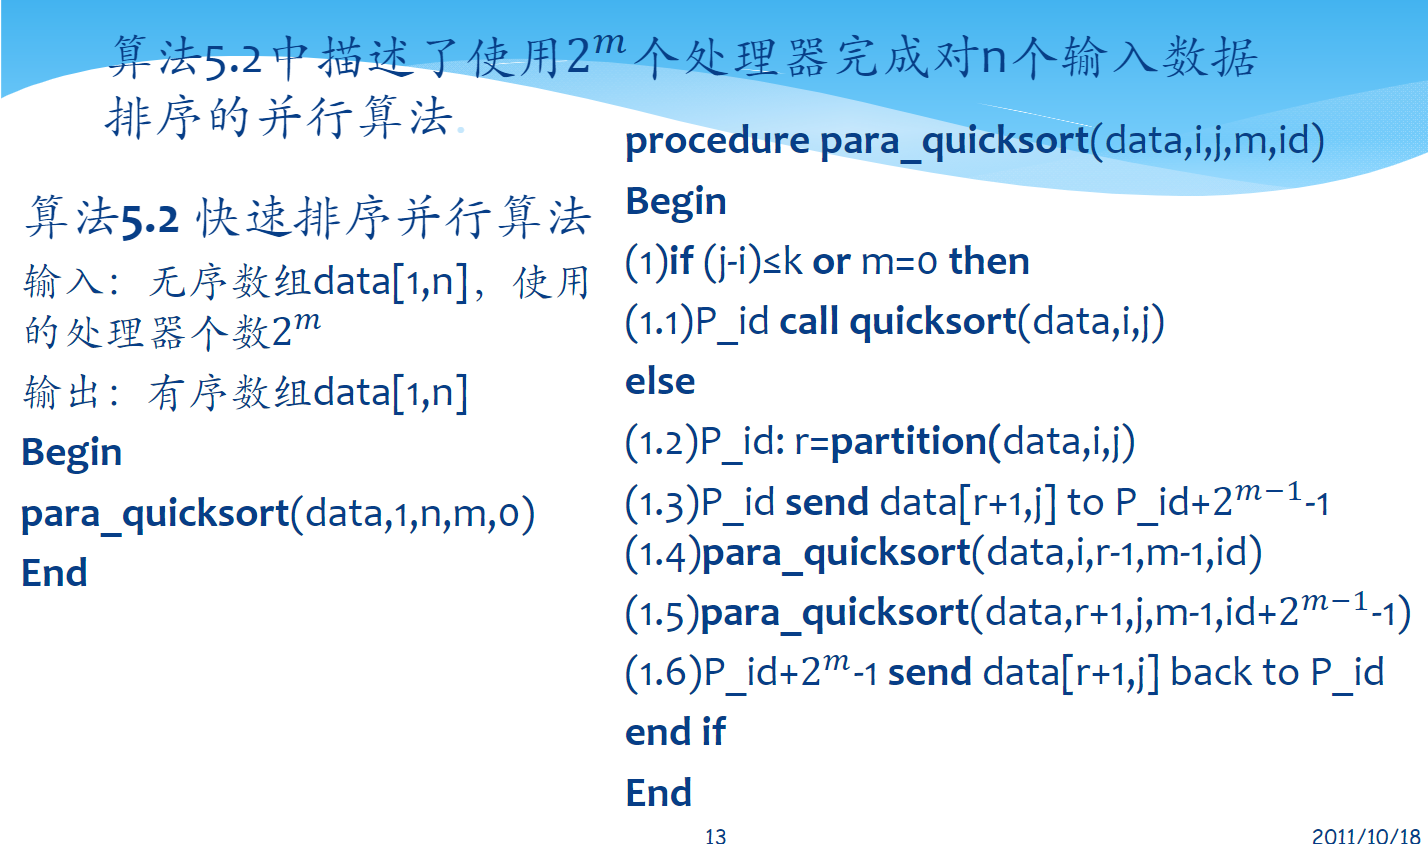 算法5.2中描述了使用2^m个处理器完成对n个输入数据
排序的并行算法.
算法5.2 快速排序并行算法
输入：无序数组data[1,n]，使用
的处理器个数2^m
输出：有序数组data[1,n]
Begin
para_quicksort(data,1,n,m,0)
End
procedure para_quicksort(data,i,j,m,id)
Begin
(1)if (j-i)≤k or m=0 then
(1.1)P_id call quicksort(data,i,j)
else
(1.2)P_id: r=partition(data,i,j)
(1.3)P_id send data[r+1,j] to P_id+2^{m-1}-1
(1.4)para_quicksort(data,i,r-1,m-1,id)
(1.5)para_quicksort(data,r+1,j,m-1,id+2^{m-1}-1)
(1.6)P_id+2^m-1 send data[r+1,j] back to P_id
end if
End
13
2011/10/18